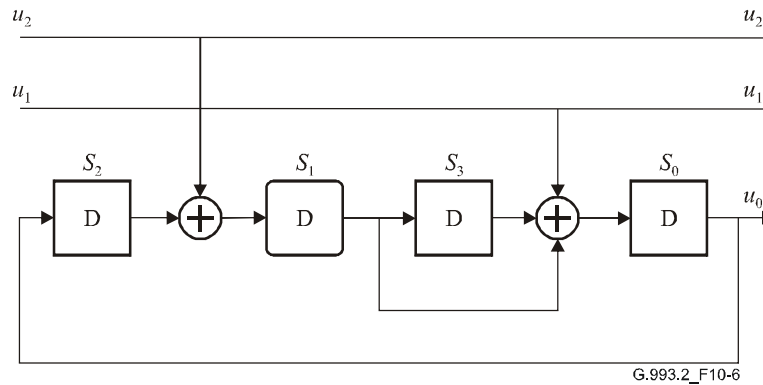 u₂ u₂
u₁ u₁
S₂ S₁ S₃ S₀
D D D D u₀
G.993.2_F10-6